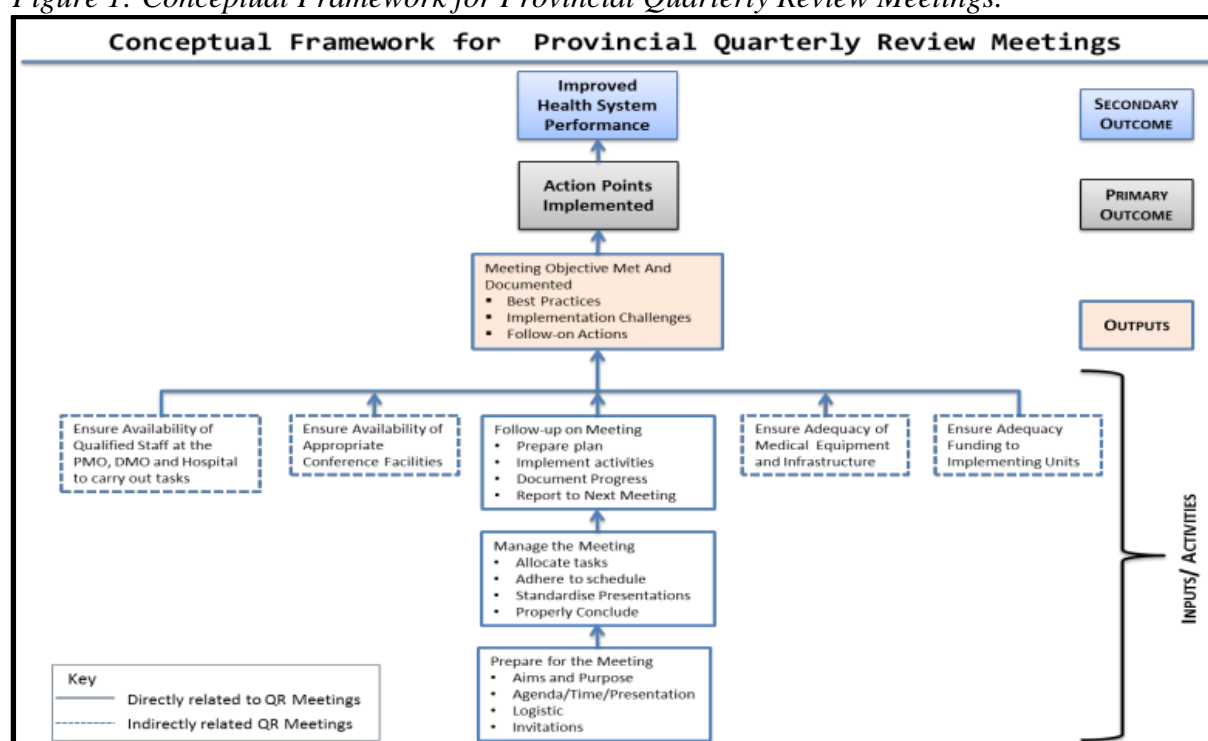 Figure 1: Conceptual Framework for Provincial Quarterly Review Meetings.
Conceptual Framework for Provincial Quarterly Review Meetings
Improved
Health System
Performance
SECONDARY
OUTCOME
Action Points
Implemented
PRIMARY
OUTCOME
Meeting Objective Met And
Documented
▪ Best Practices
▪ Implementation Challenges
▪ Follow-on Actions
OUTPUTS
Ensure Availability of
Qualified Staff at the
PMO, DMO and Hospital
to carry out tasks
Ensure Availability of
Appropriate
Conference Facilities
Follow-up on Meeting
• Prepare plan
• Implement activities
• Document Progress
• Report to Next Meeting
Ensure Adequacy of
Medical Equipment
and Infrastructure
Ensure Adequacy
Funding to
Implementing Units
Manage the Meeting
• Allocate tasks
• Adhere to schedule
• Standardise Presentations
• Properly Conclude
INPUTS/ ACTIVITIES
Prepare for the Meeting
• Aims and Purpose
• Agenda/Time/Presentation
• Logistic
• Invitations
Key
Directly related to QR Meetings
Indirectly related QR Meetings